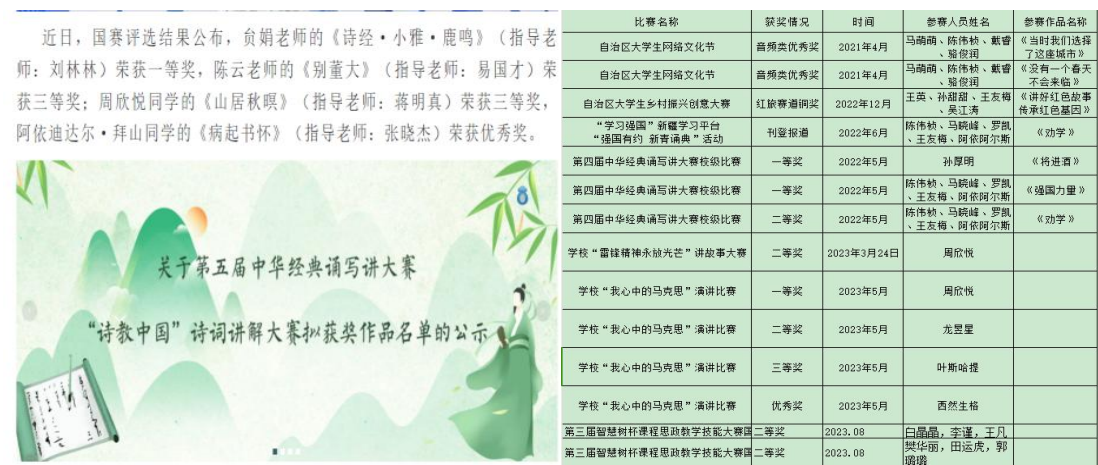 近日，国赛评选结果公布，贠娟老师的《诗经·小雅·鹿鸣》（指导老
师：刘林林）荣获一等奖，陈云老师的《别董大》（指导老师：易国才）荣
获三等奖；周欣悦同学的《山居秋暝》（指导老师：蒋明真）荣获三等奖，
阿依迪达尔·拜山同学的《病起书怀》（指导老师：张晓杰）荣获优秀奖。
关于第五届中华经典诵写讲大赛
“诗教中国”诗词讲解大赛拟获奖作品名单的公示
比赛名称 获奖情况 时间 参赛人员姓名 参赛作品名称
自治区大学生网络文化节 音频类优秀奖 2021年4月 马萌萌、陈伟桢、戴睿、骆俊润 《当时我们选择了这座城市》
自治区大学生网络文化节 音频类优秀奖 2021年4月 马萌萌、陈伟桢、戴睿、骆俊润 《没有一个春天不会来临》
自治区大学生乡村振兴创意大赛 红旅赛道铜奖 2022年12月 王英、孙甜甜、王友梅、吴江涛 《讲好红色故事传承红色基因》
“学习强国”新疆学习平台“强国有约 新青诵典”活动 刊登报道 2022年6月 陈伟桢、马晓峰、罗凯、王友梅、阿依阿尔斯 《劝学》
第四届中华经典诵写讲大赛校级比赛 一等奖 2022年5月 孙厚明 《将进酒》
第四届中华经典诵写讲大赛校级比赛 一等奖 2022年5月 陈伟桢、马晓峰、罗凯、王友梅、阿依阿尔斯 《强国力量》
第四届中华经典诵写讲大赛校级比赛 二等奖 2022年5月 陈伟桢、马晓峰、罗凯、王友梅、阿依阿尔斯 《劝学》
学校“雷锋精神永放光芒”讲故事大赛 二等奖 2023年3月24日 周欣悦
学校“我心中的马克思”演讲比赛 一等奖 2023年5月 周欣悦
学校“我心中的马克思”演讲比赛 二等奖 2023年5月 龙昱星
学校“我心中的马克思”演讲比赛 三等奖 2023年5月 叶斯哈提
学校“我心中的马克思”演讲比赛 优秀奖 2023年5月 西然生格
第三届智慧树杯课程思政教学技能大赛国 二等奖 2023.08 白晶晶，李谨，王凡
第三届智慧树杯课程思政教学技能大赛国 二等奖 2023.08 樊华丽，田运虎，郭璐璐